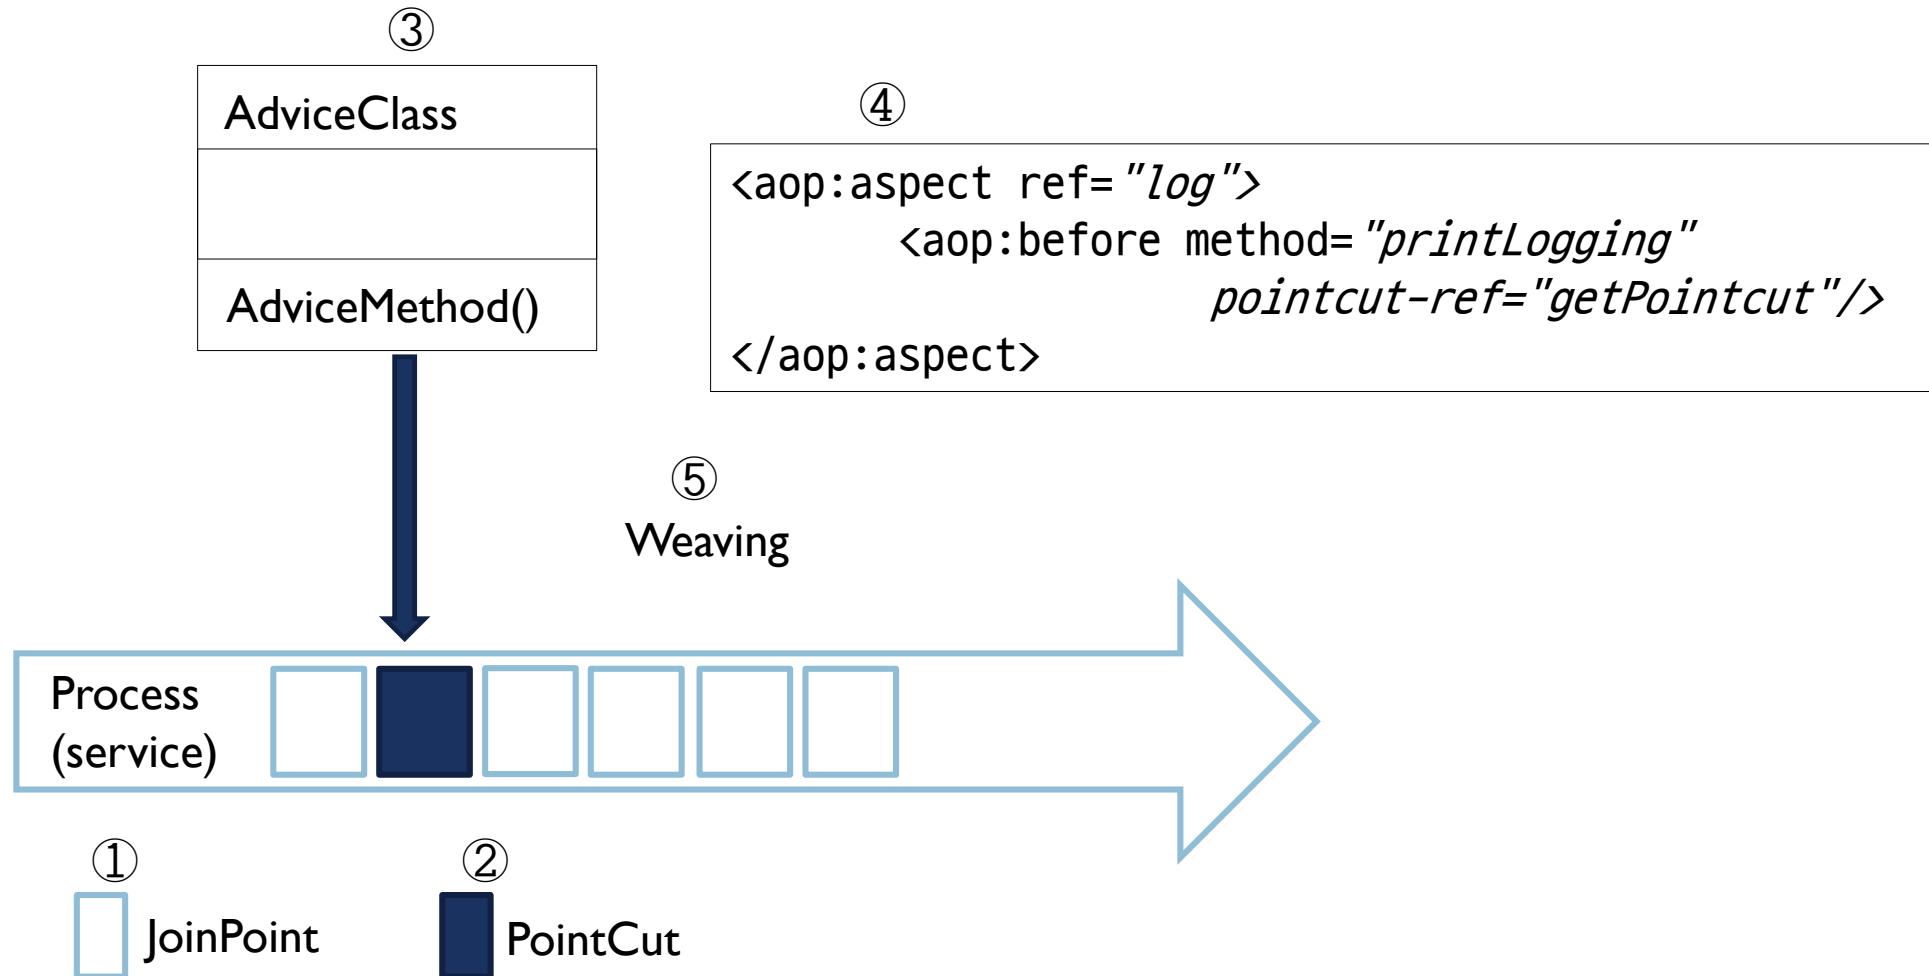 ③
AdviceClass
AdviceMethod()
④
<aop:aspect ref="log">
<aop:before method="printLogging"
pointcut-ref="getPointcut"/>
</aop:aspect>
⑤
Weaving
Process
(service)
① 
JoinPoint
②
PointCut